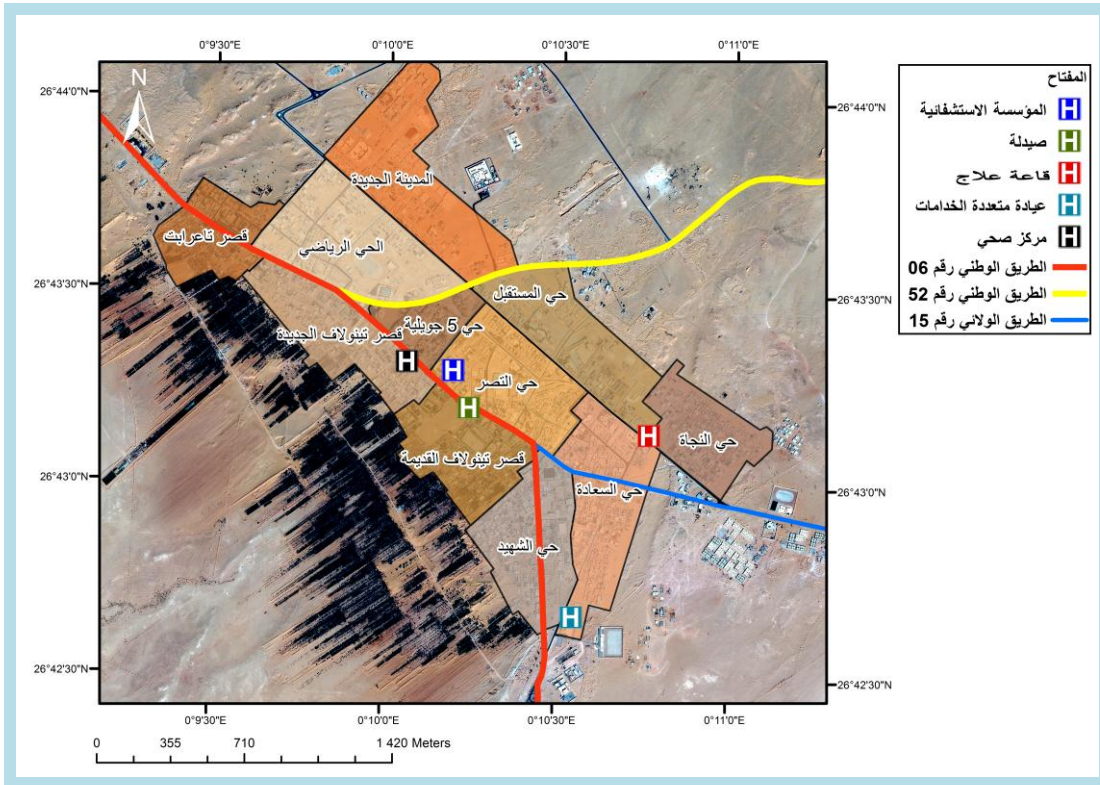 0°9'30"E 0°10'0"E 0°10'30"E 0°11'0"E
N
26°44'0"N 26°44'0"N
26°43'30"N 26°43'30"N
26°43'0"N 26°43'0"N
26°42'30"N 26°42'30"N
المدينة الجديدة
قصر تاعرابت
الحي الرياضي
حي المستقبل
حي 5 جويلية
قصر تينولاف الجديدة
H
H
حي النصر
H
H
حي النجاة
قصر تينولاف القديمة
حي السعادة
حي الشهيد
H
0°9'30"E 0°10'0"E 0°10'30"E 0°11'0"E
0 355 710 1 420 Meters
المفتاح
H المؤسسة الاستشفائية
H صيدلة
H قاعة علاج
H عيادة متعددة الخدامات
H مركز صحي
الطريق الوطني رقم 06
الطريق الوطني رقم 52
الطريق الولائي رقم 15